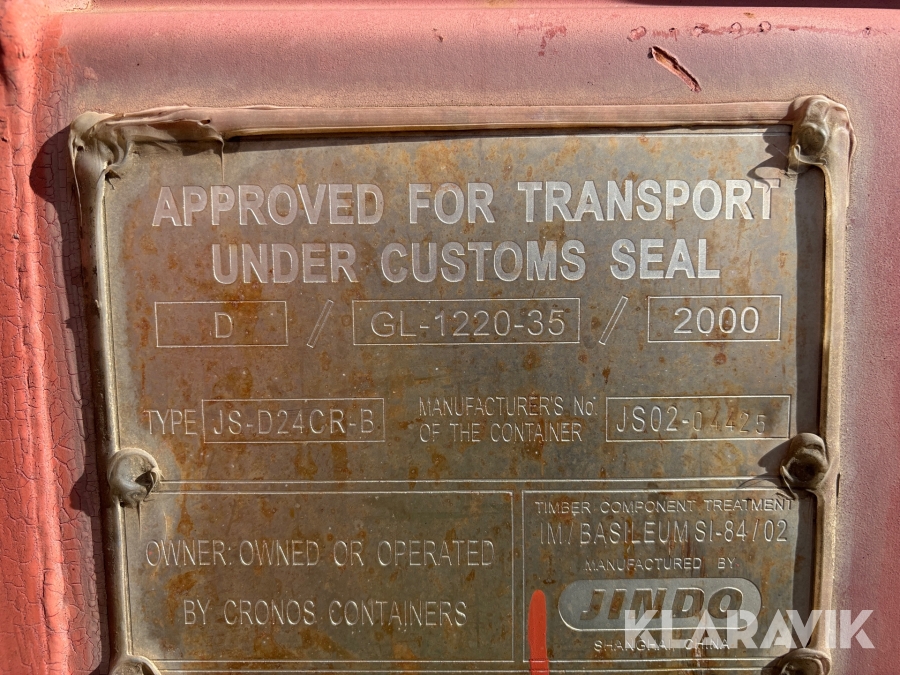 APPROVED FOR TRANSPORT
UNDER CUSTOMS SEAL
D / GL-1220-35 / 2000
TYPE JS-D24CR-B MANUFACTURER'S No. OF THE CONTAINER JS02-04425
OWNER: OWNED OR OPERATED
BY CRONOS CONTAINERS
TIMBER COMPONENT TREATMENT
IM/BASILEUM SI-84/02
MANUFACTURED BY
JINDO
SHANGHAI, CHINA
KLARAVIK